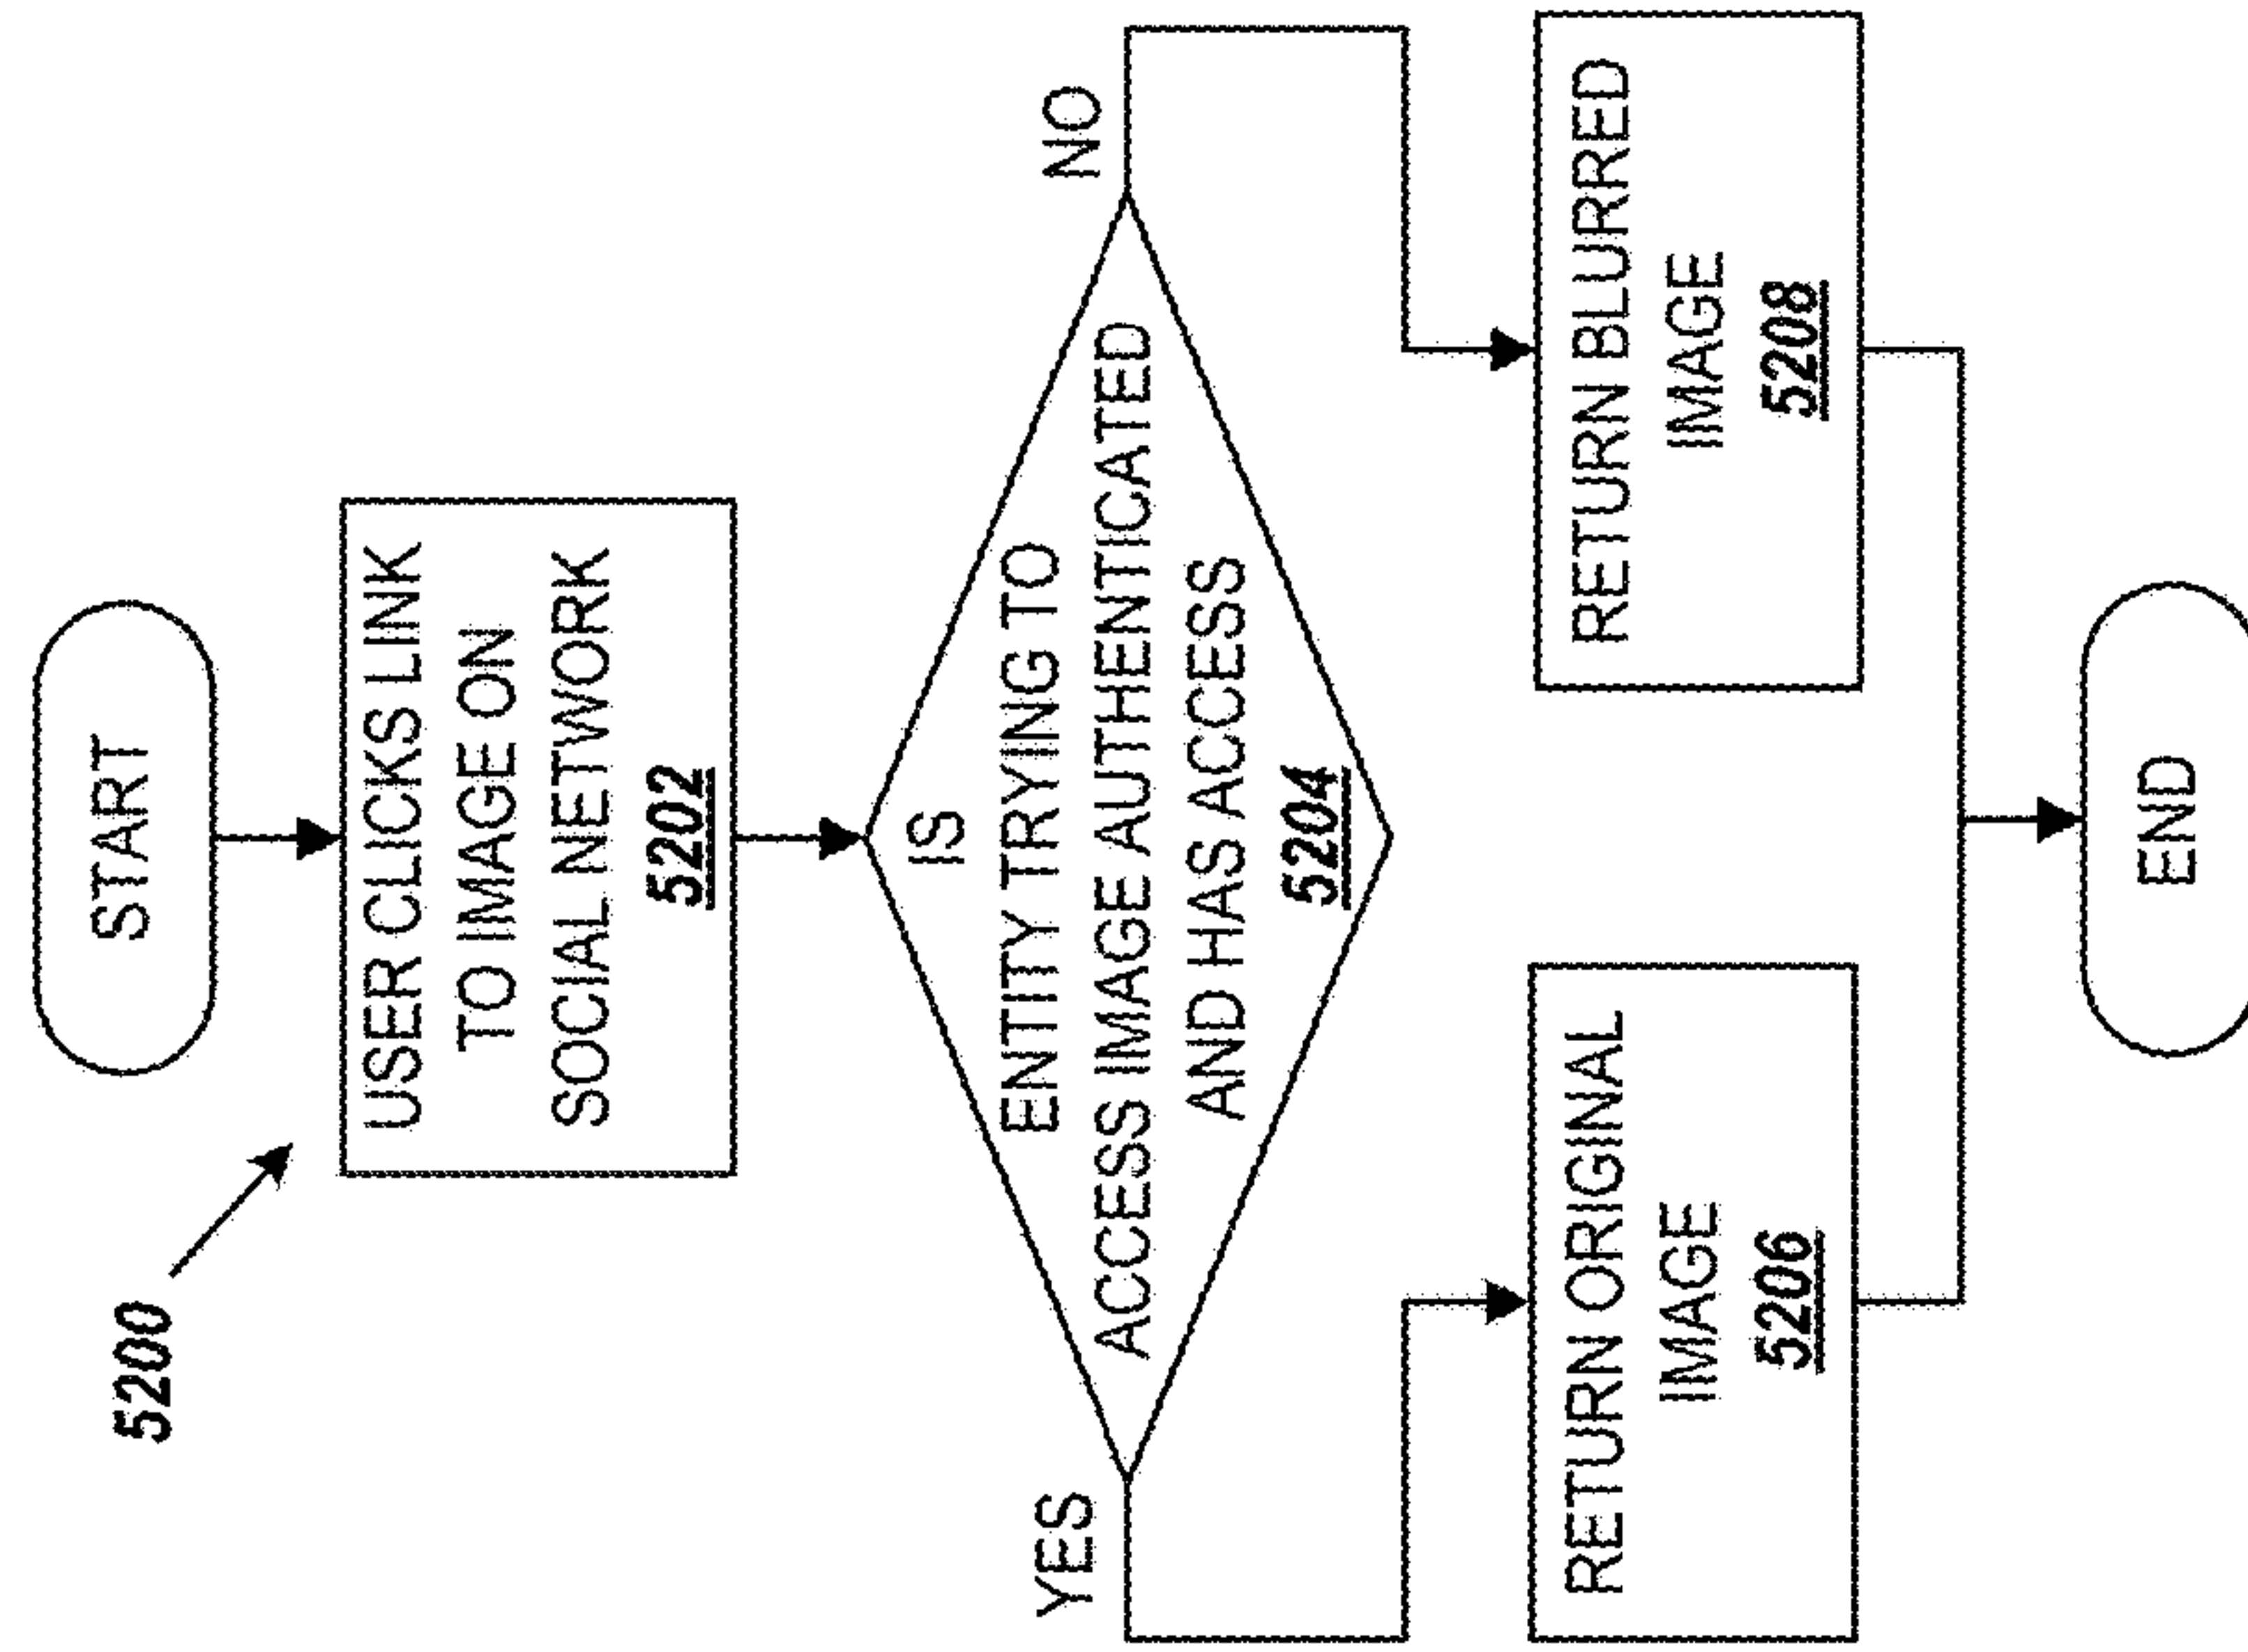 5200
START
USER CLICKS LINK
TO IMAGE ON
SOCIAL NETWORK
5202
IS
ENTITY TRYING TO
ACCESS IMAGE AUTHENTICATED
AND HAS ACCESS
5204
YES
NO
RETURN ORIGINAL
IMAGE
5206
RETURN BLURRED
IMAGE
5208
END